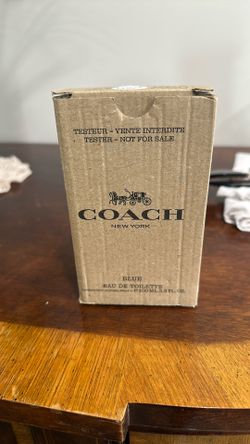 TESTEUR - VENTE INTERDITE
TESTER - NOT FOR SALE
COACH
NEW YORK
BLUE
EAU DE TOILETTE